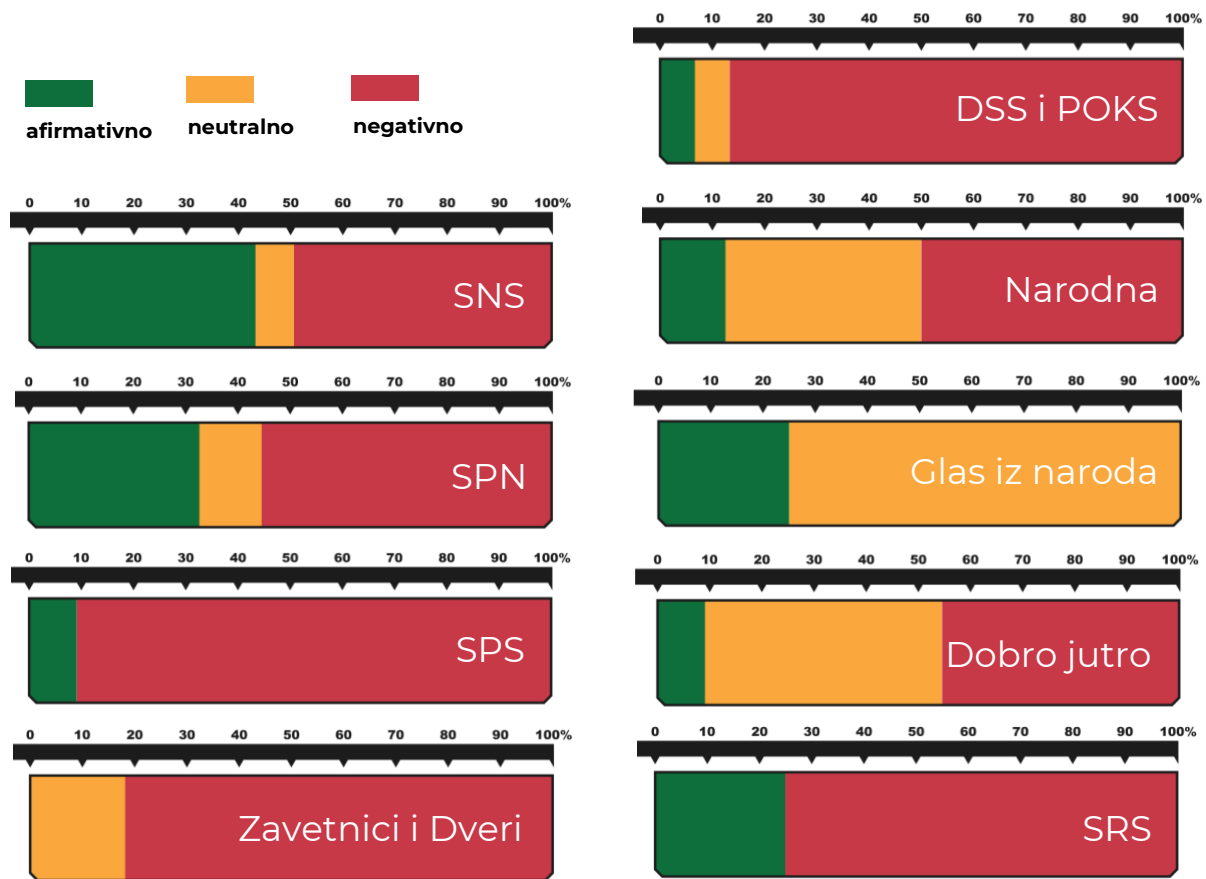 afirmativno neutralno negativno
0 10 20 30 40 50 60 70 80 90 100%
SNS
0 10 20 30 40 50 60 70 80 90 100%
SPN
0 10 20 30 40 50 60 70 80 90 100%
SPS
0 10 20 30 40 50 60 70 80 90 100%
Zavetnici i Dveri
0 10 20 30 40 50 60 70 80 90 100%
DSS i POKS
0 10 20 30 40 50 60 70 80 90 100%
Narodna
0 10 20 30 40 50 60 70 80 90 100%
Glas iz naroda
0 10 20 30 40 50 60 70 80 90 100%
Dobro jutro
0 10 20 30 40 50 60 70 80 90 100%
SRS